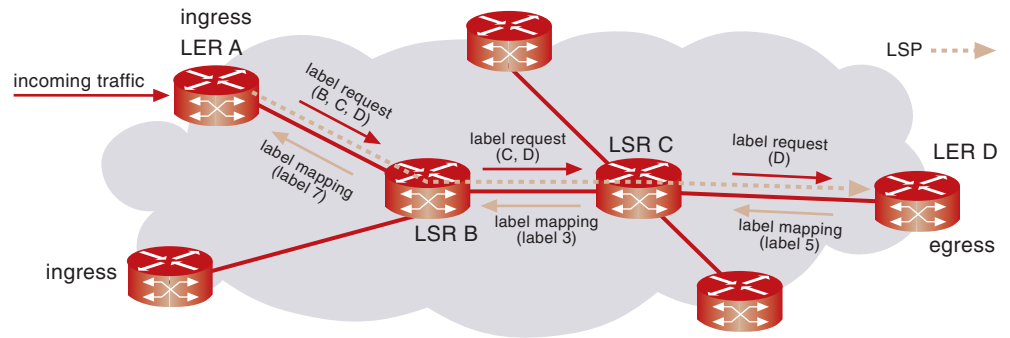 ingress
LER A
incoming traffic
label request
(B, C, D)
label mapping
(label 7)
LSR B
label request
(C, D)
label mapping
(label 3)
LSR C
label request
(D)
label mapping
(label 5)
LSP
LER D
egress
ingress